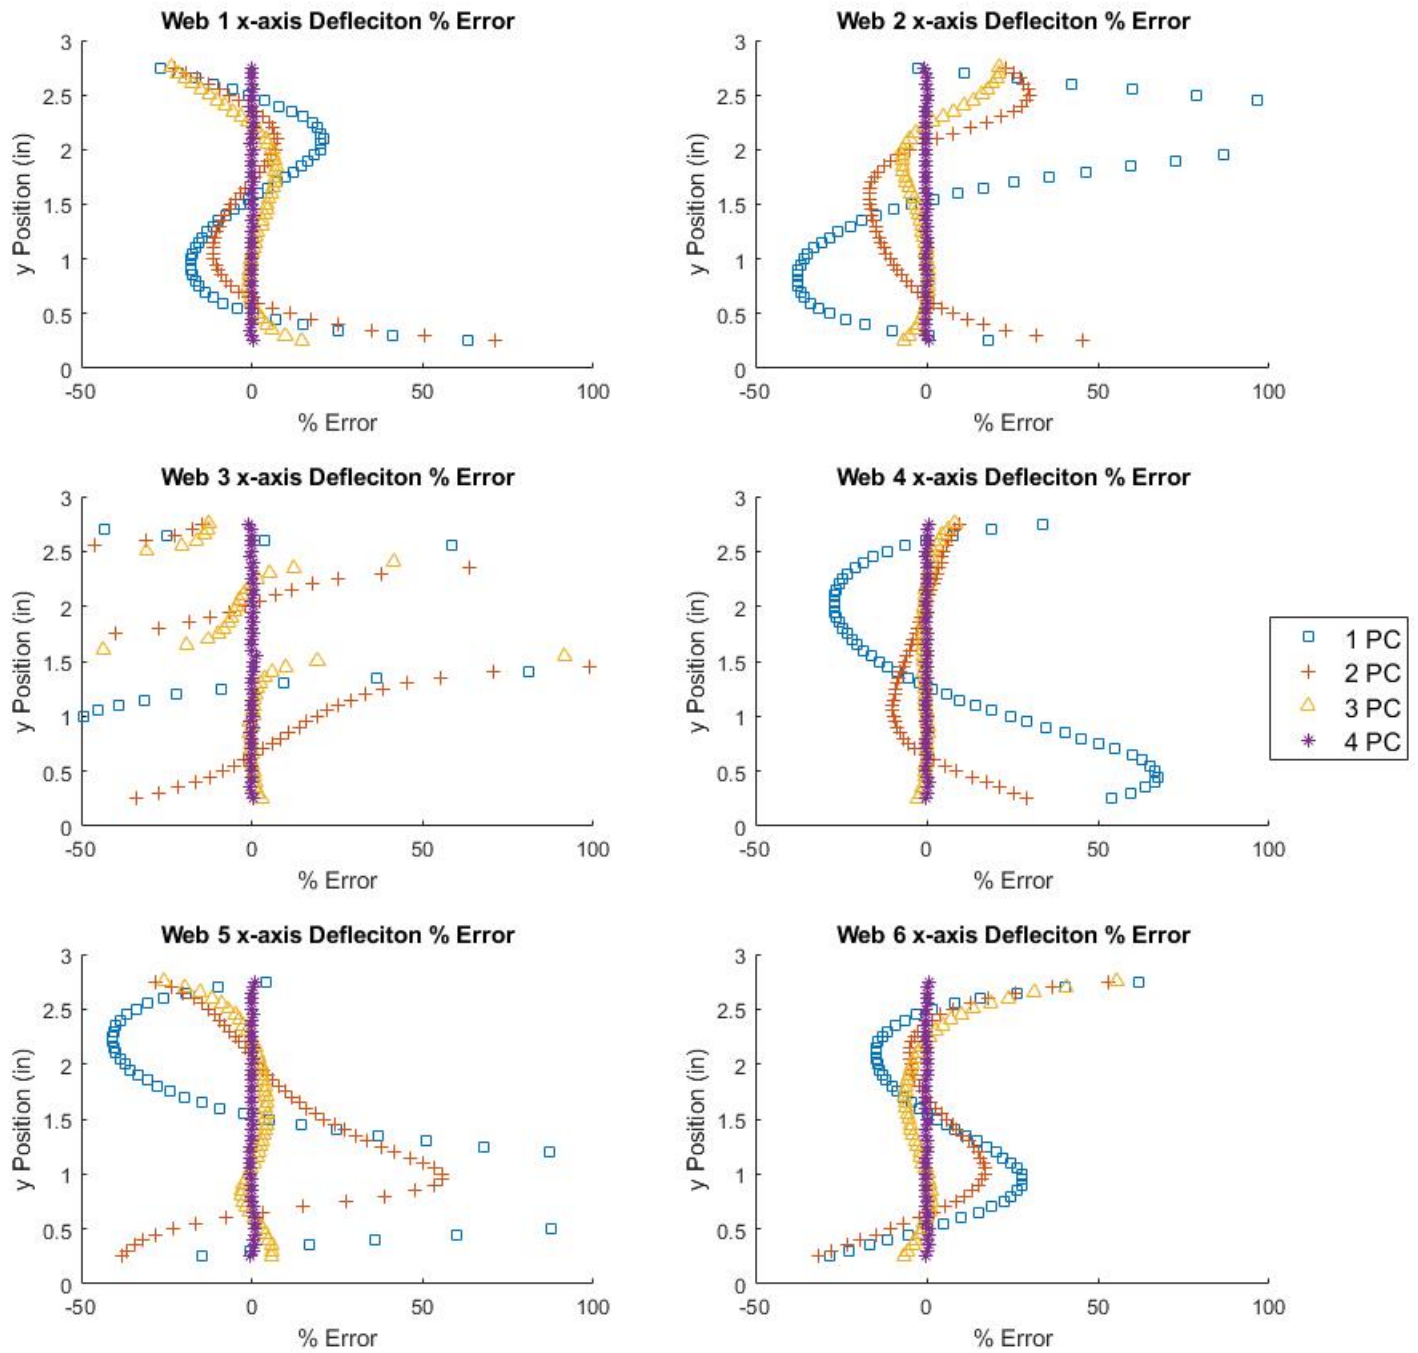 Web 1 x-axis Defleciton % Error
3
2.5
2
1.5
1
0.5
0
y Position (in)
-50 0 50 100
% Error
Web 2 x-axis Defleciton % Error
3
2.5
2
1.5
1
0.5
0
y Position (in)
-50 0 50 100
% Error
Web 3 x-axis Defleciton % Error
3
2.5
2
1.5
1
0.5
0
y Position (in)
-50 0 50 100
% Error
Web 4 x-axis Defleciton % Error
3
2.5
2
1.5
1
0.5
0
y Position (in)
-50 0 50 100
% Error
1 PC
2 PC
3 PC
4 PC
Web 5 x-axis Defleciton % Error
3
2.5
2
1.5
1
0.5
0
y Position (in)
-50 0 50 100
% Error
Web 6 x-axis Defleciton % Error
3
2.5
2
1.5
1
0.5
0
y Position (in)
-50 0 50 100
% Error